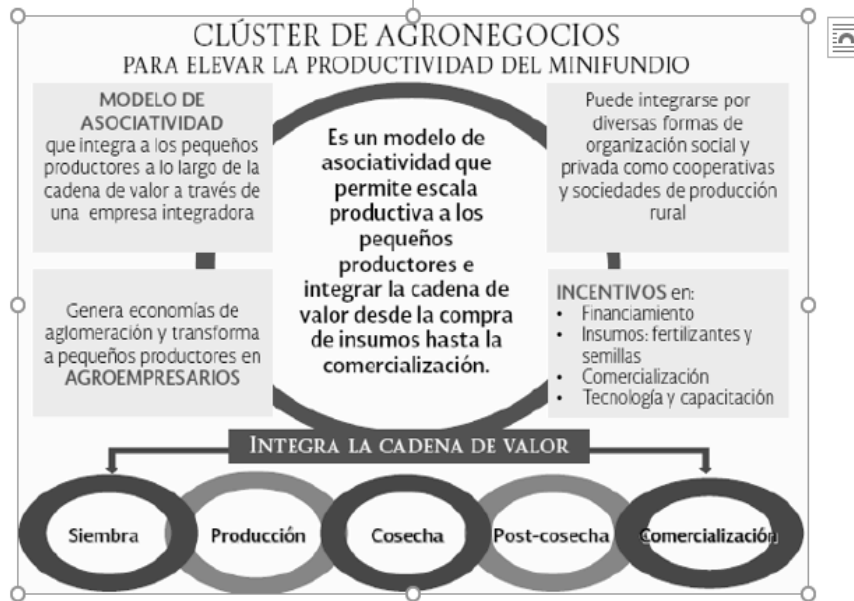 CLÚSTER DE AGRONEGOCIOS
PARA ELEVAR LA PRODUCTIVIDAD DEL MINIFUNDIO
MODELO DE
ASOCIATIVIDAD
que integra a los pequeños
productores a lo largo de la
cadena de valor a través de
una empresa integradora
Es un modelo de
asociatividad que
permite escala
productiva a los
pequeños
productores e
integrar la cadena de
valor desde la compra
de insumos hasta la
comercialización.
Puede integrarse por
diversas formas de
organización social y
privada como cooperativas
y sociedades de producción
rural
Genera economías de
aglomeración y transforma
a pequeños productores en
AGROEMPRESARIOS
INCENTIVOS en:
• Financiamiento
• Insumos: fertilizantes y
semillas
• Comercialización
• Tecnología y capacitación
INTEGRA LA CADENA DE VALOR
Siembra
Producción
Cosecha
Post-cosecha
Comercialización